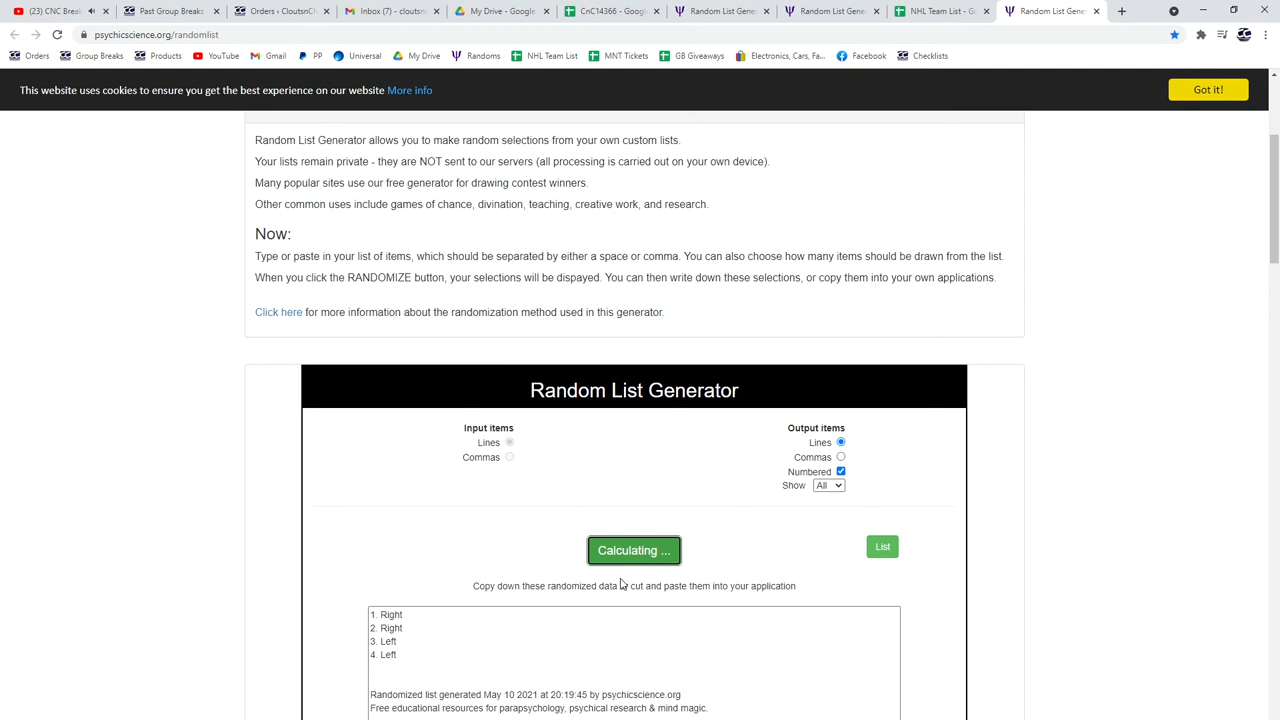 (23) CNC Break
Past Group Breaks
Orders < CloutsnCh
Inbox (7) - cloutsno
My Drive - Google
CnC14366 - Google
Random List Gener
Random List Gener
NHL Team List - Go
Random List Gener
psychicscience.org/randomlist
Orders
Group Breaks
Products
YouTube
Gmail
PP
Universal
My Drive
Randoms
NHL Team List
MNT Tickets
GB Giveaways
Electronics, Cars, Fa...
Facebook
Checklists
This website uses cookies to ensure you get the best experience on our website More info
Got it!
Random List Generator allows you to make random selections from your own custom lists.
Your lists remain private - they are NOT sent to our servers (all processing is carried out on your own device).
Many popular sites use our free generator for drawing contest winners.
Other common uses include games of chance, divination, teaching, creative work, and research.
Now:
Type or paste in your list of items, which should be separated by either a space or comma. You can also choose how many items should be drawn from the list.
When you click the RANDOMIZE button, your selections will be dispayed. You can then write down these selections, or copy them into your own applications.
Click here for more information about the randomization method used in this generator.
Random List Generator
Input items
Lines
Commas
Output items
Lines
Commas
Numbered
Show All
Calculating ...
List
Copy down these randomized data cut and paste them into your application
1. Right
2. Right
3. Left
4. Left
Randomized list generated May 10 2021 at 20:19:45 by psychicscience.org
Free educational resources for parapsychology, psychical research & mind magic.